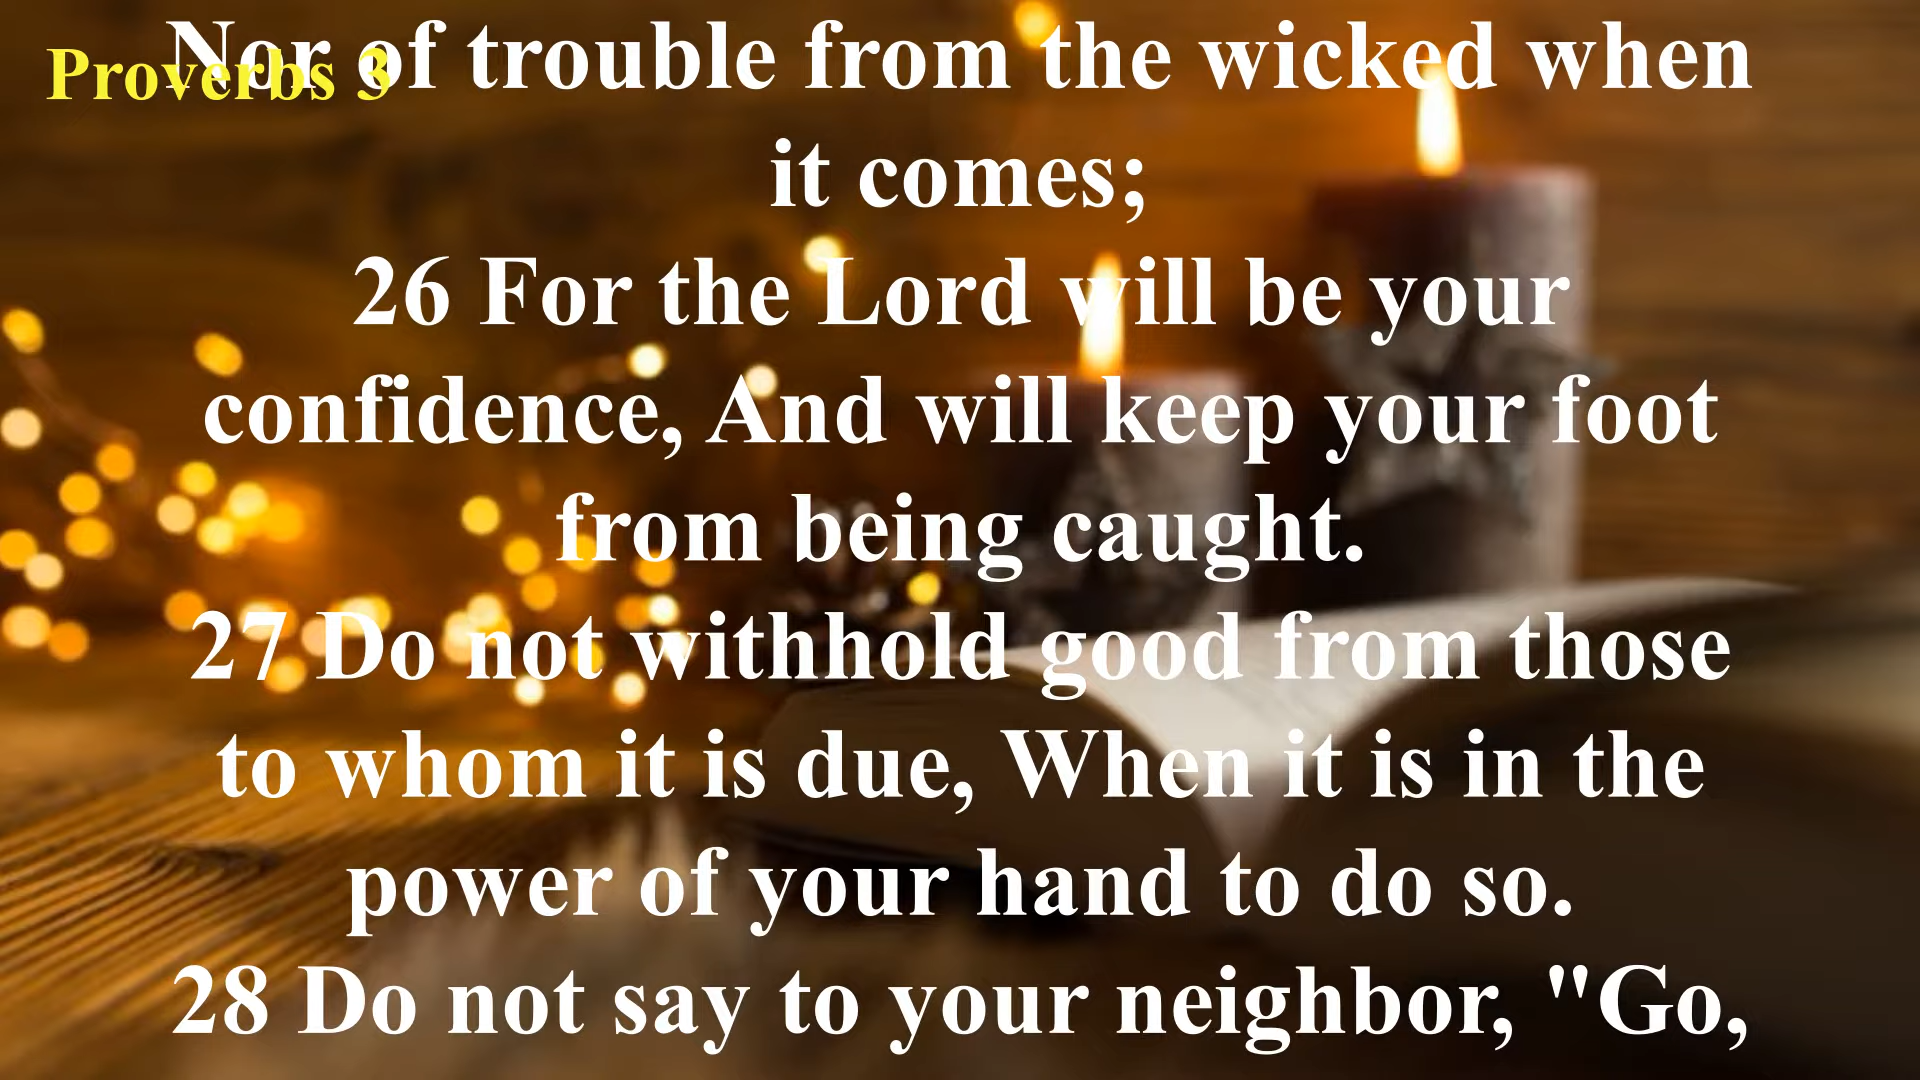 Proverbs 3
Nor of trouble from the wicked when
it comes;
26 For the Lord will be your
confidence, And will keep your foot
from being caught.
27 Do not withhold good from those
to whom it is due, When it is in the
power of your hand to do so.
28 Do not say to your neighbor, "Go,